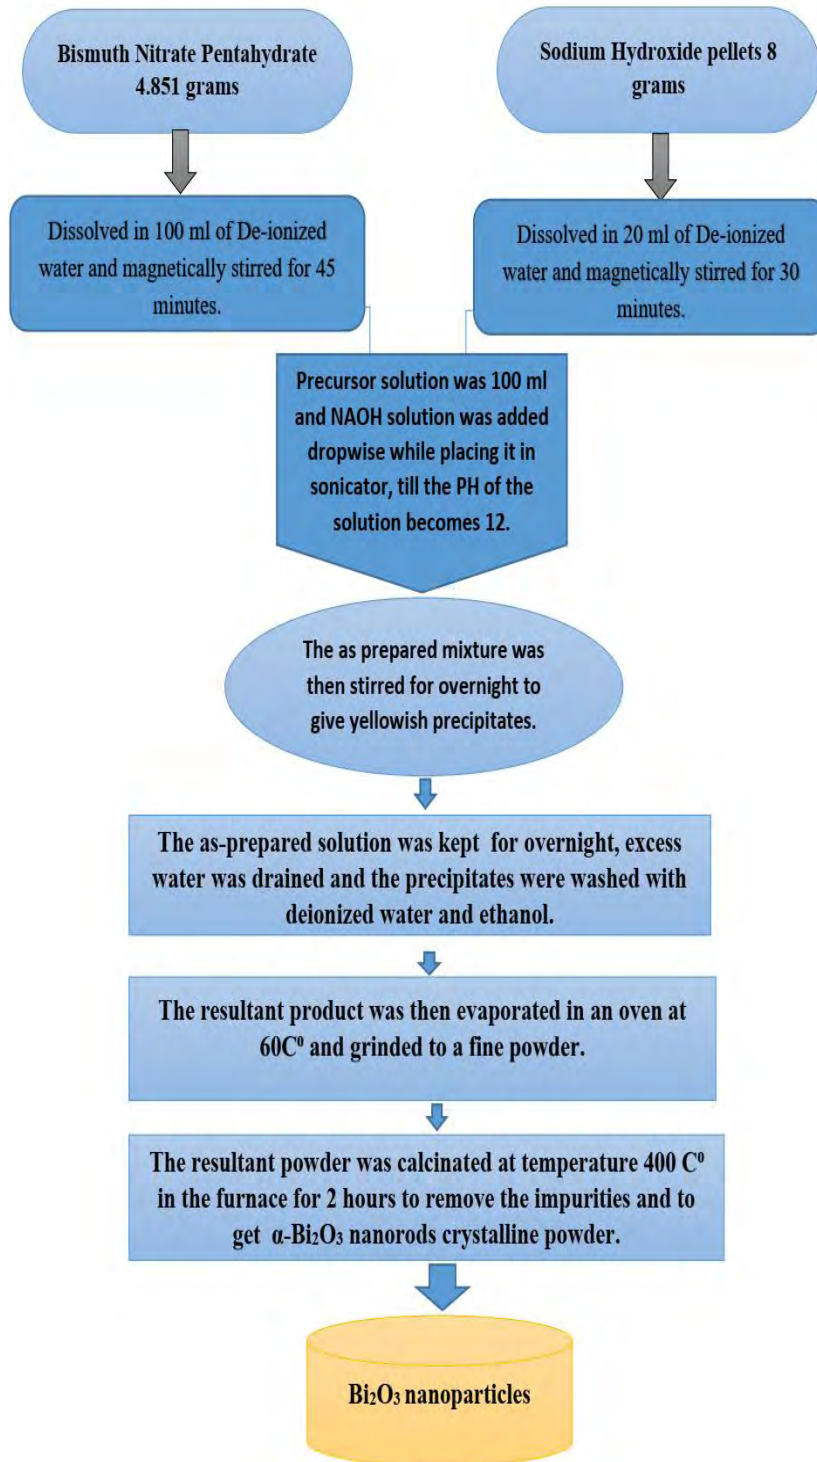 Bismuth Nitrate Pentahydrate
4.851 grams
Sodium Hydroxide pellets 8
grams
Dissolved in 100 ml of De-ionized
water and magnetically stirred for 45
minutes.
Dissolved in 20 ml of De-ionized
water and magnetically stirred for 30
minutes.
Precursor solution was 100 ml
and NAOH solution was added
dropwise while placing it in
sonicator, till the PH of the
solution becomes 12.
The as prepared mixture was
then stirred for overnight to
give yellowish precipitates.
The as-prepared solution was kept for overnight, excess
water was drained and the precipitates were washed with
deionized water and ethanol.
The resultant product was then evaporated in an oven at
60C⁰ and grinded to a fine powder.
The resultant powder was calcinated at temperature 400 C⁰
in the furnace for 2 hours to remove the impurities and to
get α-Bi₂O₃ nanorods crystalline powder.
Bi₂O₃ nanoparticles